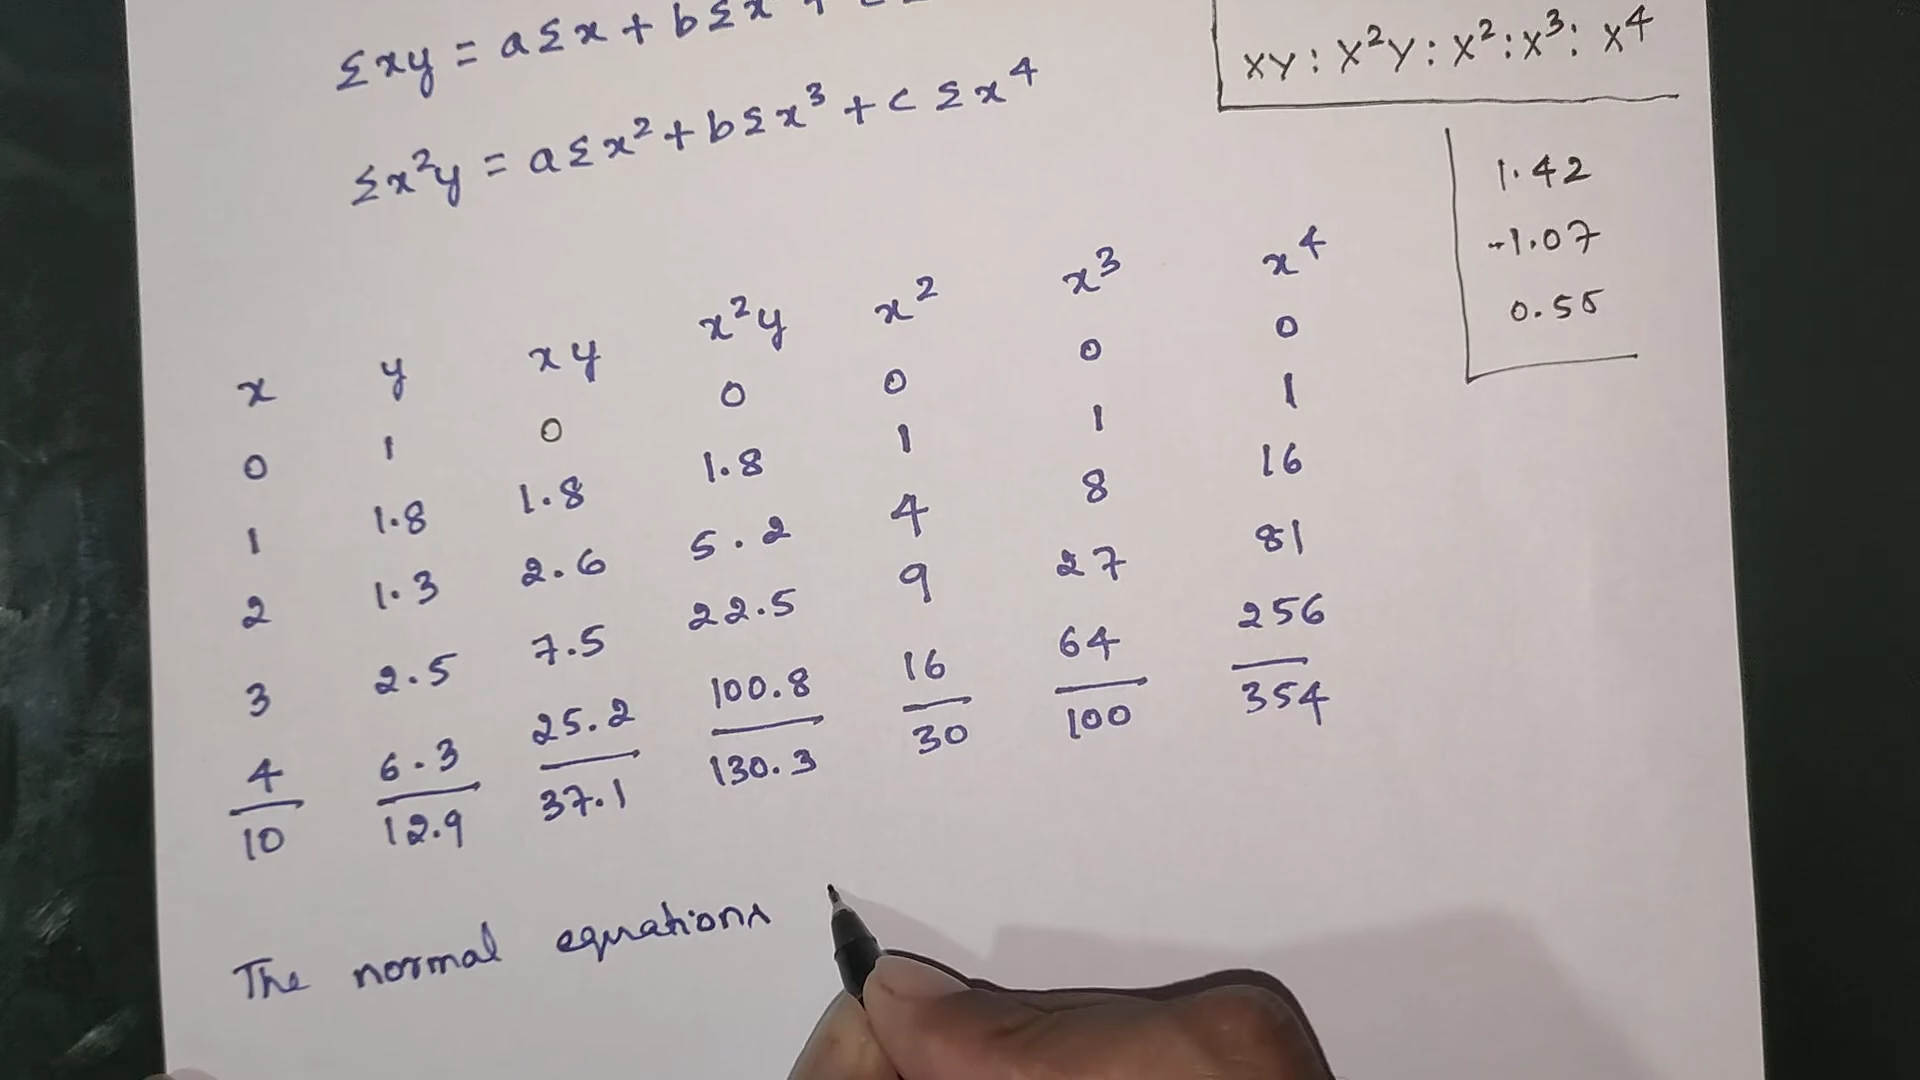 Σxy = aΣx + bΣx +
Σx²y = aΣx² + bΣx³ + cΣx⁴
XY : X²Y : X² : X³ : X⁴
1.42
-1.07
0.55
x y xy x²y x² x³ x⁴
0 1 0 0 0 0 0
1 1.8 1.8 1.8 1 1 1
2 1.3 2.6 5.2 4 8 16
3 2.5 7.5 22.5 9 27 81
4 6.3 25.2 100.8 16 64 256
10 12.9 37.1 130.3 30 100 354
The normal equations